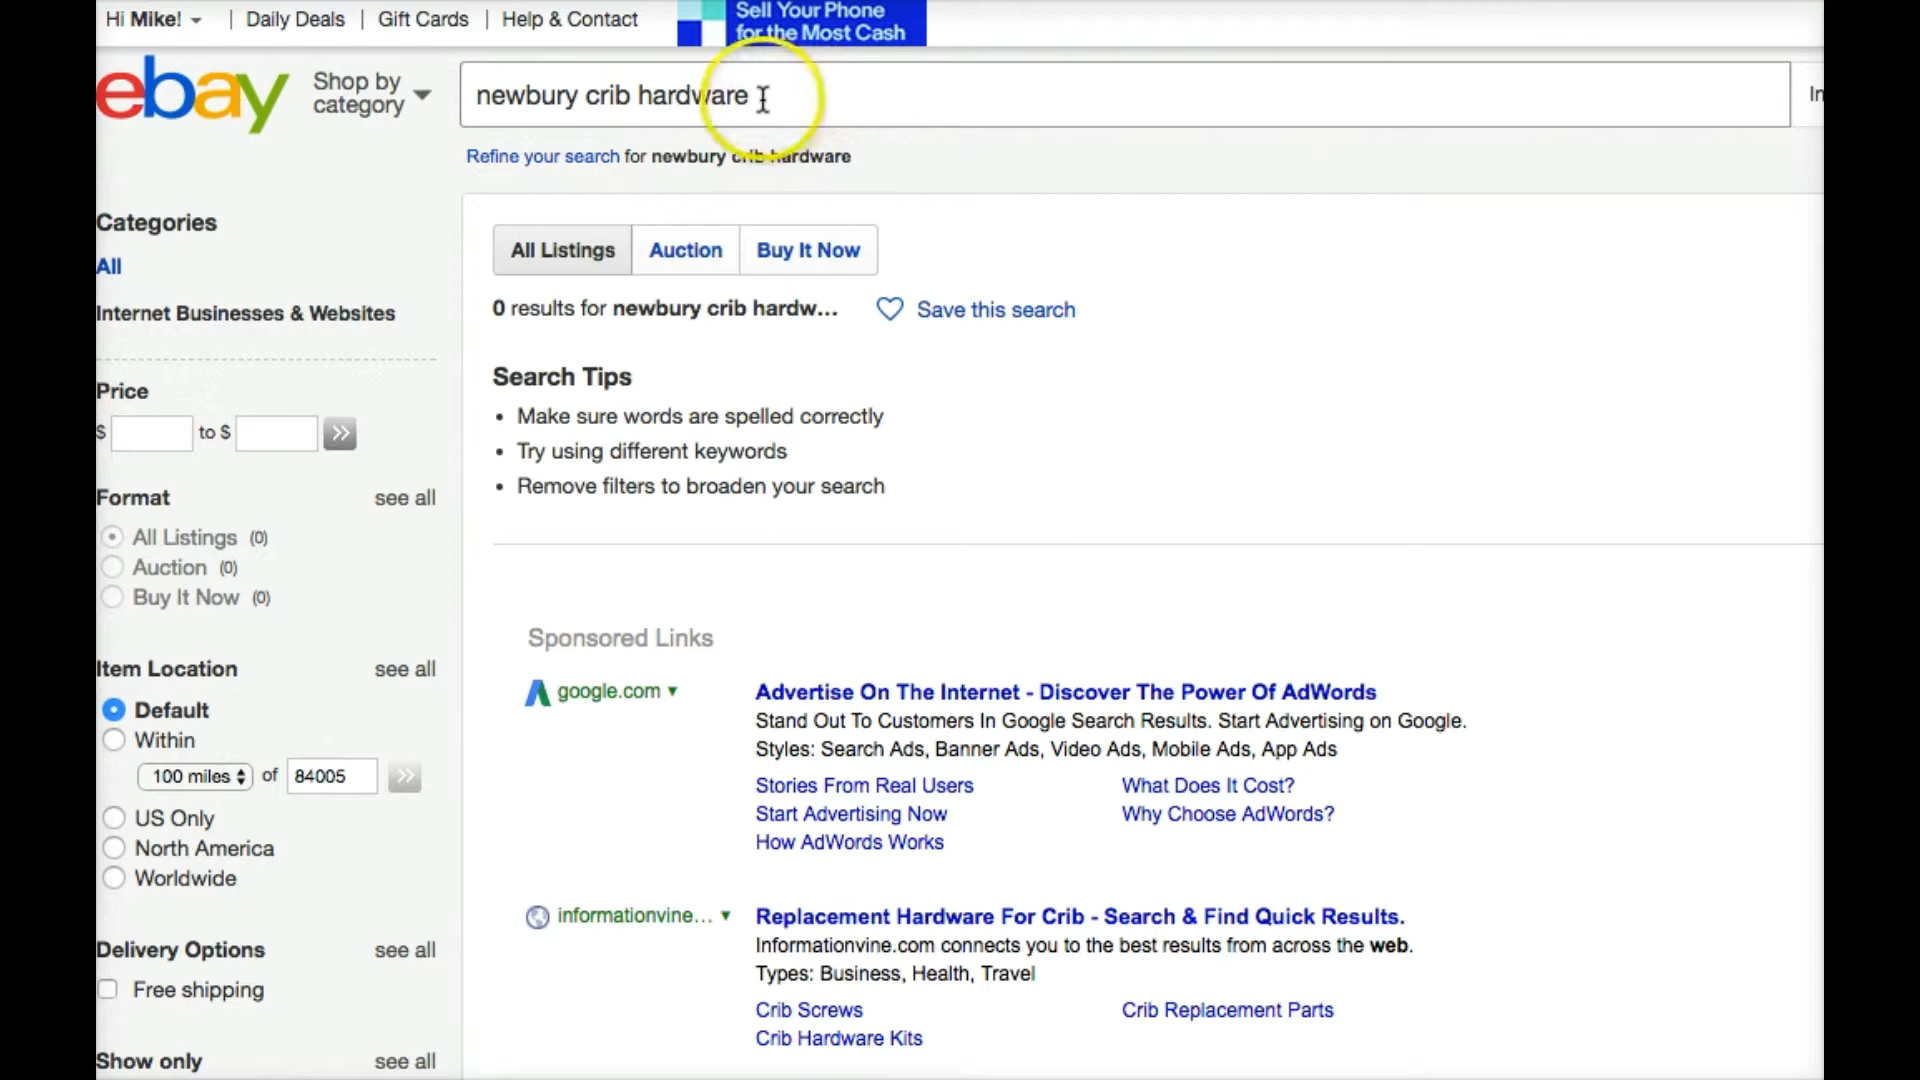 Hi Mike! | Daily Deals | Gift Cards | Help & Contact
Sell Your Phone
for the Most Cash
ebay
Shop by
category
newbury crib hardware
In
Refine your search for newbury crib hardware
Categories
All
Internet Businesses & Websites
Price
$ to $
Format see all
All Listings (0)
Auction (0)
Buy It Now (0)
Item Location see all
Default
Within
100 miles of 84005
US Only
North America
Worldwide
Delivery Options see all
Free shipping
Show only see all
All Listings Auction Buy It Now
0 results for newbury crib hardw... Save this search
Search Tips
• Make sure words are spelled correctly
• Try using different keywords
• Remove filters to broaden your search
Sponsored Links
google.com
Advertise On The Internet - Discover The Power Of AdWords
Stand Out To Customers In Google Search Results. Start Advertising on Google.
Styles: Search Ads, Banner Ads, Video Ads, Mobile Ads, App Ads
Stories From Real Users What Does It Cost?
Start Advertising Now Why Choose AdWords?
How AdWords Works
informationvine...
Replacement Hardware For Crib - Search & Find Quick Results.
Informationvine.com connects you to the best results from across the web.
Types: Business, Health, Travel
Crib Screws Crib Replacement Parts
Crib Hardware Kits